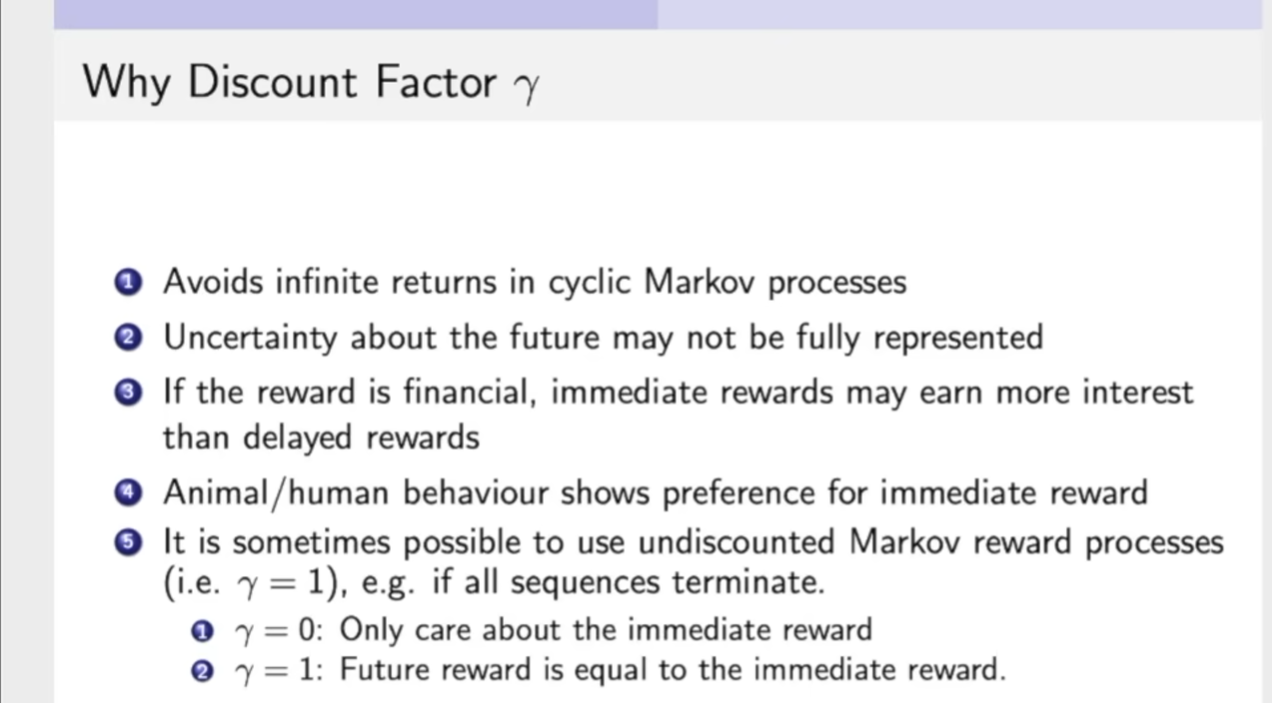 Why Discount Factor γ
1 Avoids infinite returns in cyclic Markov processes
2 Uncertainty about the future may not be fully represented
3 If the reward is financial, immediate rewards may earn more interest
than delayed rewards
4 Animal/human behaviour shows preference for immediate reward
5 It is sometimes possible to use undiscounted Markov reward processes
(i.e. γ = 1), e.g. if all sequences terminate.
1 γ = 0: Only care about the immediate reward
2 γ = 1: Future reward is equal to the immediate reward.